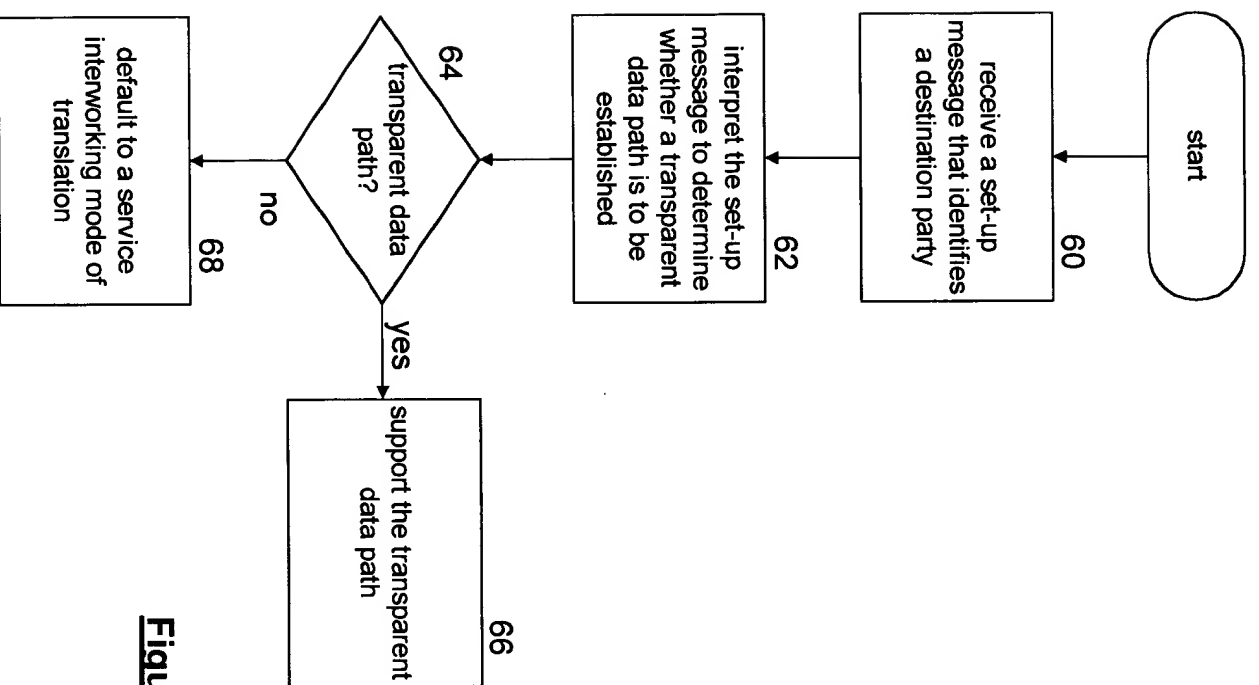 start
60
receive a set-up
message that identifies
a destination party
62
interpret the set-up
message to determine
whether a transparent
data path is to be
established
64
transparent data
path?
yes
66
support the transparent
data path
no
68
default to a service
interworking mode of
translation
Figu